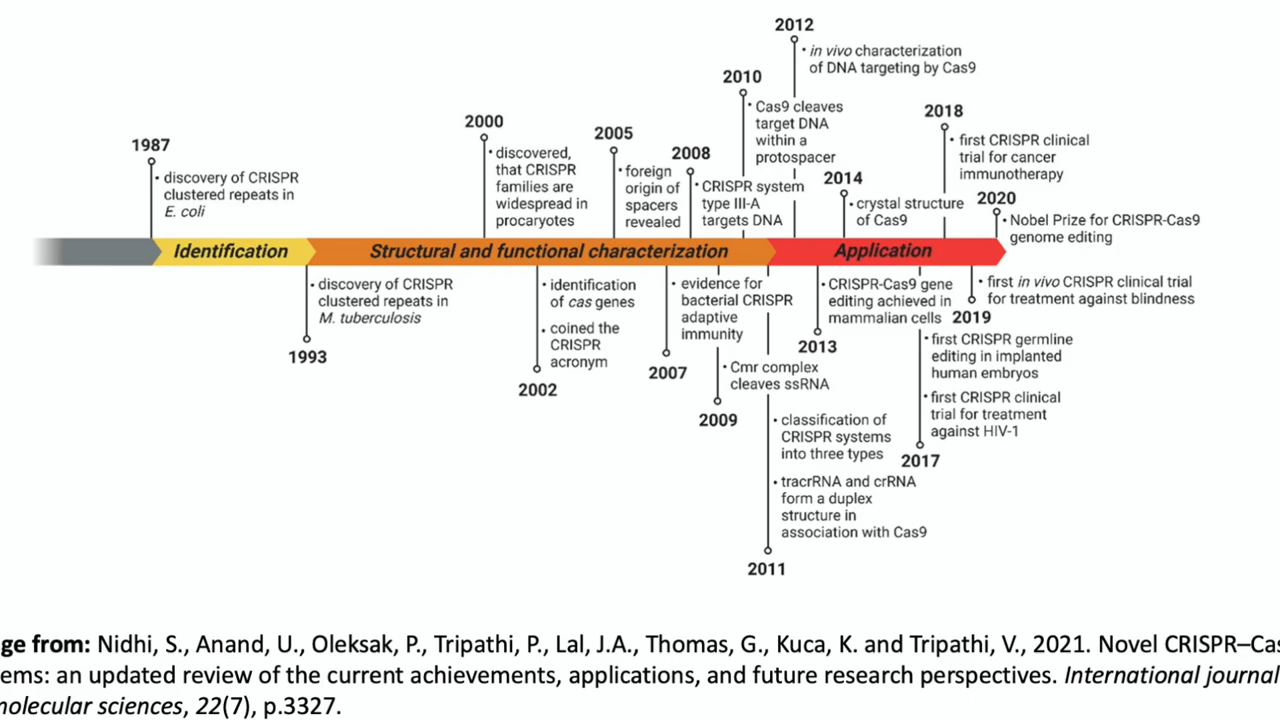 2012
• in vivo characterization
of DNA targeting by Cas9
2010
• Cas9 cleaves
target DNA
within a
protospacer
2018
• first CRISPR clinical
trial for cancer
immunotherapy
2000
• discovered,
that CRISPR
families are
widespread in
procaryotes
2005
• foreign
origin of
spacers
revealed
1987
• discovery of CRISPR
clustered repeats in
E. coli
2008
• CRISPR system
type III-A
targets DNA
2014
• crystal structure
of Cas9
2020
• Nobel Prize for CRISPR-Cas9
genome editing
Identification
Structural and functional characterization
Application
• discovery of CRISPR
clustered repeats in
M. tuberculosis
1993
• identification
of cas genes
• coined the
CRISPR
acronym
2002
• evidence for
bacterial CRISPR
adaptive
immunity
2007
• Cmr complex
cleaves ssRNA
2009
• classification of
CRISPR systems
into three types
• tracrRNA and crRNA
form a duplex
structure in
association with Cas9
2011
• CRISPR-Cas9 gene
editing achieved in
mammalian cells
2013
• first in vivo CRISPR clinical trial
for treatment against blindness
2019
• first CRISPR germline
editing in implanted
human embryos
• first CRISPR clinical
trial for treatment
against HIV-1
2017
ge from: Nidhi, S., Anand, U., Oleksak, P., Tripathi, P., Lal, J.A., Thomas, G., Kuca, K. and Tripathi, V., 2021. Novel CRISPR–Cas
ems: an updated review of the current achievements, applications, and future research perspectives. International journal
molecular sciences, 22(7), p.3327.